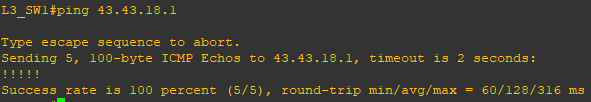 L3_SW1#ping 43.43.18.1
Type escape sequence to abort.
Sending 5, 100-byte ICMP Echos to 43.43.18.1, timeout is 2 seconds:
!!!!!
Success rate is 100 percent (5/5), round-trip min/avg/max = 60/128/316 ms